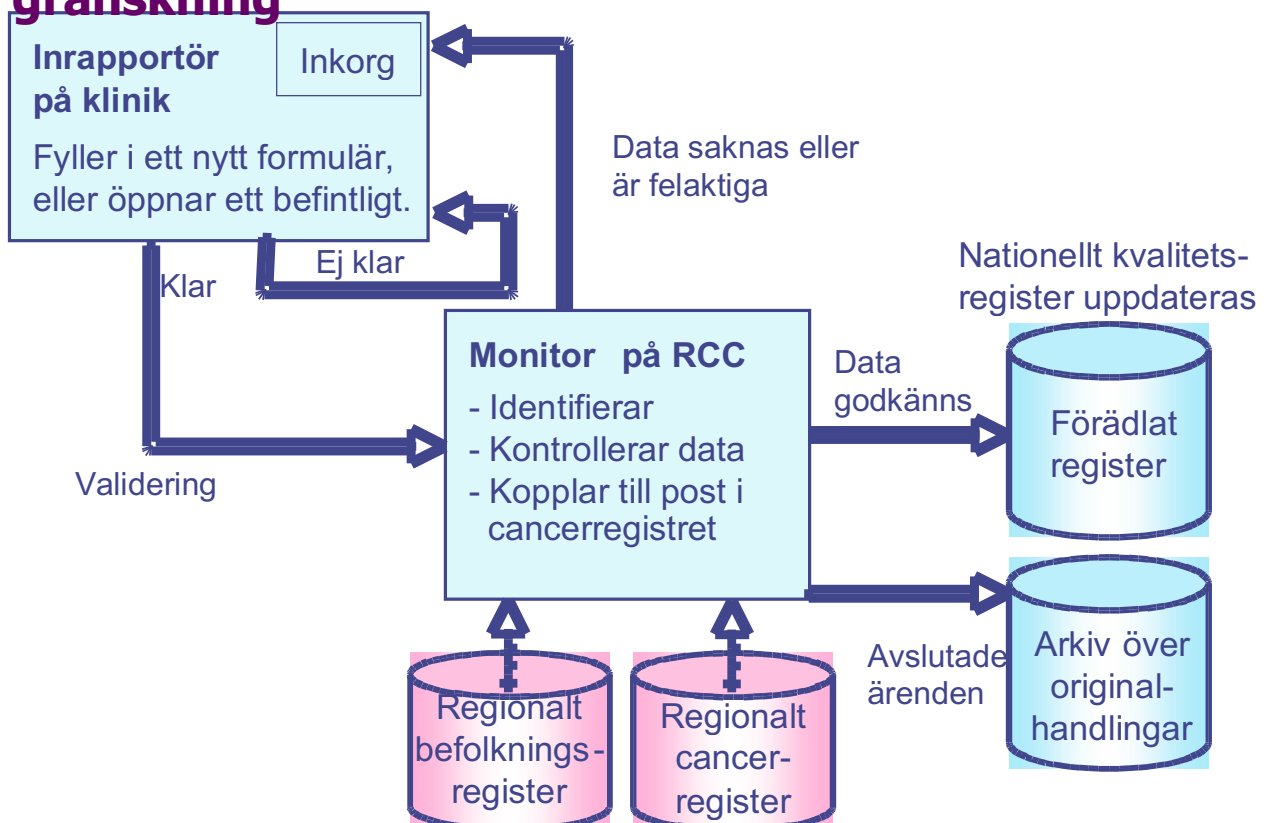 granskning
Inrapportör
på klinik
Inkorg
Fyller i ett nytt formulär,
eller öppnar ett befintligt.
Data saknas eller
är felaktiga
Ej klar
Klar
Validering
Monitor på RCC
- Identifierar
- Kontrollerar data
- Kopplar till post i
cancerregistret
Data
godkänns
Nationellt kvalitets-
register uppdateras
Förädlat
register
Avslutade
ärenden
Arkiv över
original-
handlingar
Regionalt
befolknings-
register
Regionalt
cancer-
register